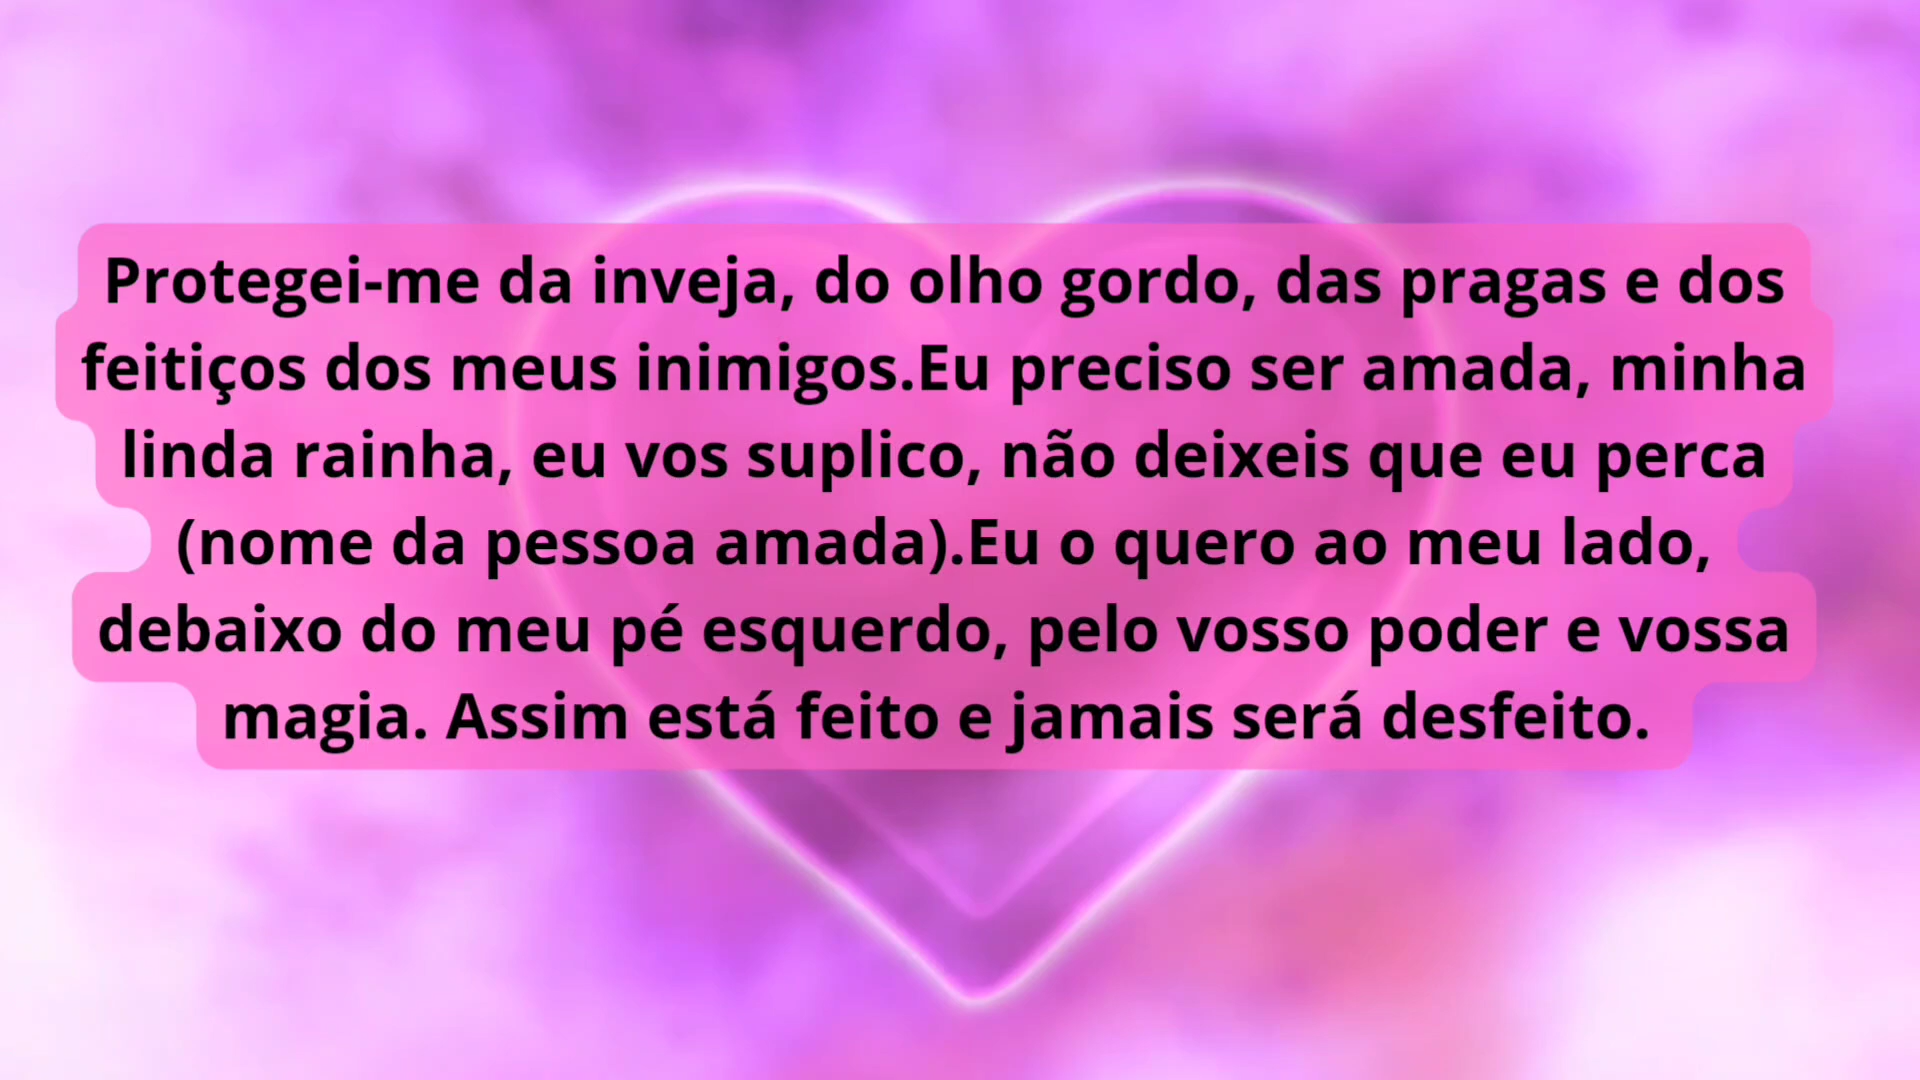 Protegei-me da inveja, do olho gordo, das pragas e dos
feitiços dos meus inimigos.Eu preciso ser amada, minha
linda rainha, eu vos suplico, não deixeis que eu perca
(nome da pessoa amada).Eu o quero ao meu lado,
debaixo do meu pé esquerdo, pelo vosso poder e vossa
magia. Assim está feito e jamais será desfeito.